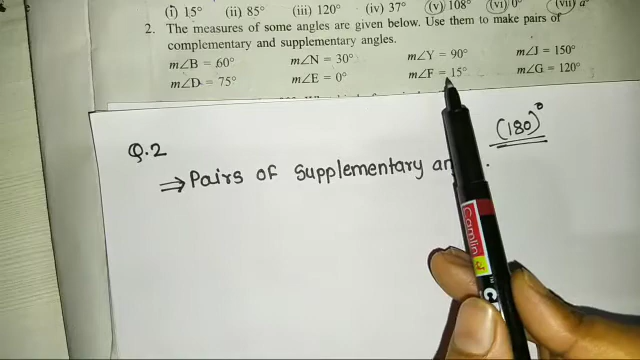 (i) 15° (ii) 85° (iii) 120° (iv) 37° (v) 108° (vi) 0° (vii) a°
2. The measures of some angles are given below. Use them to make pairs of
complementary and supplementary angles.
m∠B = 60° m∠N = 30° m∠Y = 90° m∠J = 150°
m∠D = 75° m∠E = 0° m∠F = 15° m∠G = 120°
(180)°
Q.2
⇒ Pairs of Supplementary an
Camlin